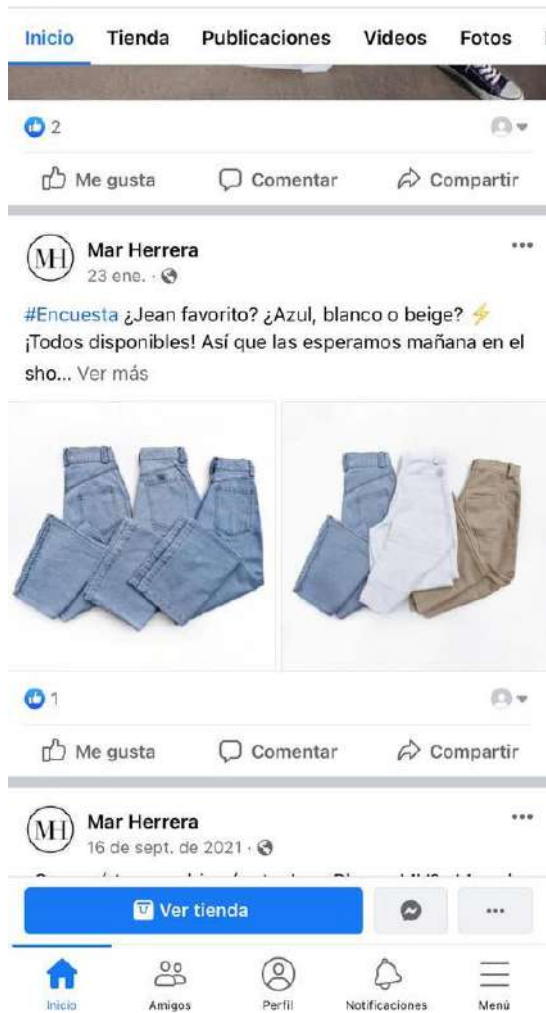 Inicio Tienda Publicaciones Videos Fotos
2
Me gusta Comentar Compartir
MH Mar Herrera
23 ene. ·
#Encuesta ¿Jean favorito? ¿Azul, blanco o beige? ⚡
¡Todos disponibles! Así que las esperamos mañana en el
sho... Ver más
1
Me gusta Comentar Compartir
MH Mar Herrera
16 de sept. de 2021 ·
Ver tienda
Inicio Amigos Perfil Notificaciones Menú